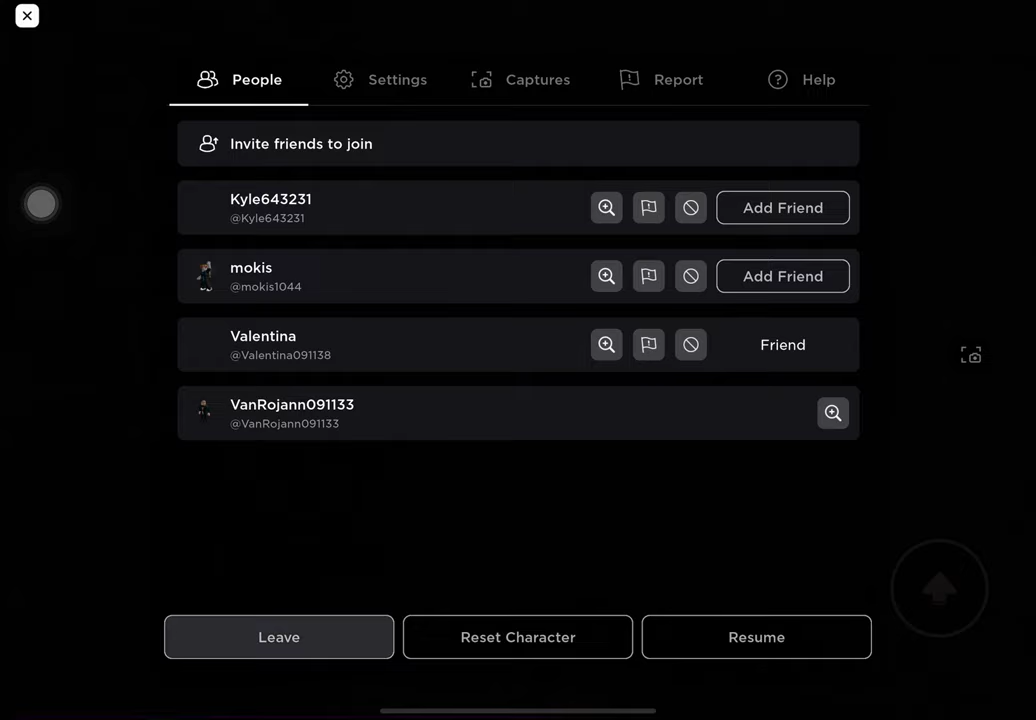 People
Settings
Captures
Report
Help
Invite friends to join
Kyle643231
@Kyle643231
Add Friend
mokis
@mokis1044
Add Friend
Valentina
@Valentina091138
Friend
VanRojann091133
@VanRojann091133
Leave
Reset Character
Resume